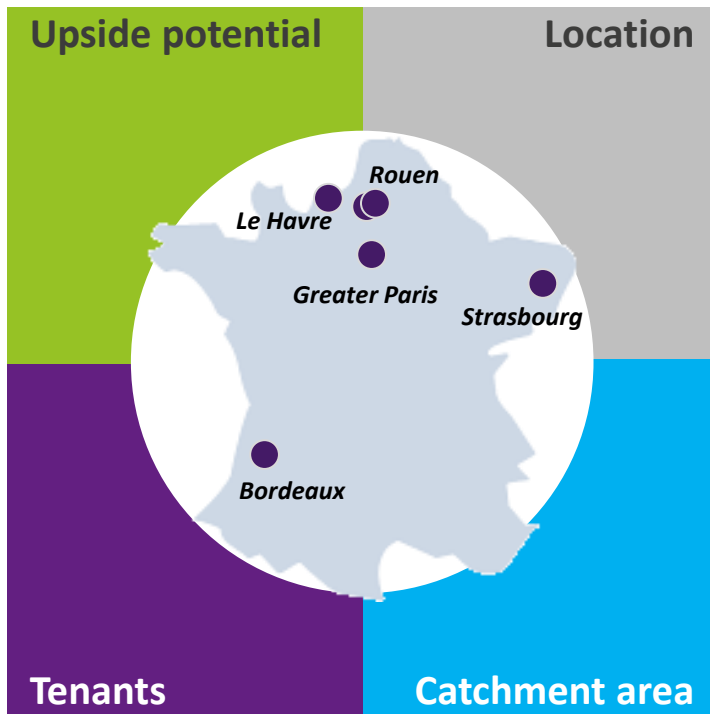 Upside potential
Location
Rouen
Le Havre
Greater Paris
Strasbourg
Bordeaux
Tenants
Catchment area